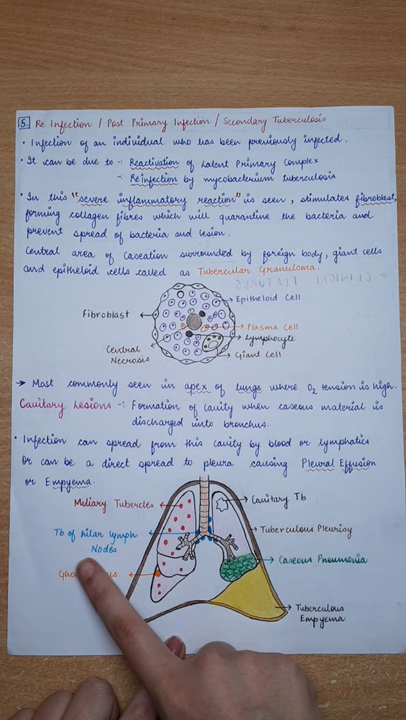 5. Re Infection / Post Primary Infection / Secondary Tuberculosis
• Infection of an individual who has been previously infected.
• It can be due to -: Reactivation of Latent Primary Complex
-: Reinfection by mycobacterium tuberculosis
• In this "severe inflammatory reaction" is seen, stimulates fibroblast,
forming collagen fibres which will quarantine the bacteria and
prevent spread of bacteria and lesion.
Central area of Caseation surrounded by foreign body, giant cells
and epitheloid cells called as Tubercular Granuloma.
Epitheloid Cell
Fibroblast
Plasma Cell
Lymphocyte
Central
Necrosis
Giant Cell
→ Most commonly seen in apex of lungs where O2 tension is high.
Cavitary Lesions -: Formation of cavity when caseous material is
discharged into bronchus.
• Infection can spread from this cavity by blood or lymphatics
Or can be a direct spread to pleura causing Pleural Effusion
or Empyema.
Miliary Tubercles
Cavitary Tb
Tb of hilar lymph
Nodes
Tuberculous Pleurisy
Caseous Pneumonia
Tuberculous
Empyema